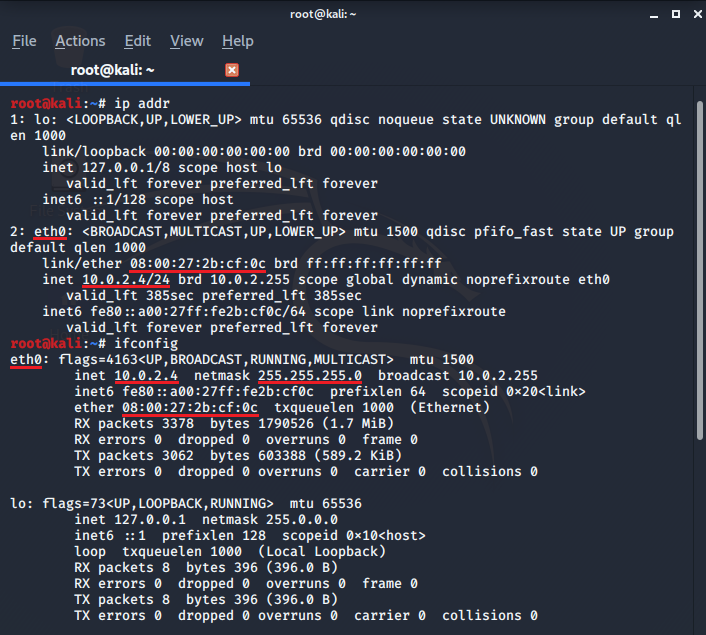 root@kali: ~
File Actions Edit View Help
root@kali: ~
root@kali:~# ip addr
1: lo: <LOOPBACK,UP,LOWER_UP> mtu 65536 qdisc noqueue state UNKNOWN group default ql
en 1000
    link/loopback 00:00:00:00:00:00 brd 00:00:00:00:00:00
    inet 127.0.0.1/8 scope host lo
       valid_lft forever preferred_lft forever
    inet6 ::1/128 scope host
       valid_lft forever preferred_lft forever
2: eth0: <BROADCAST,MULTICAST,UP,LOWER_UP> mtu 1500 qdisc pfifo_fast state UP group
default qlen 1000
    link/ether 08:00:27:2b:cf:0c brd ff:ff:ff:ff:ff:ff
    inet 10.0.2.4/24 brd 10.0.2.255 scope global dynamic noprefixroute eth0
       valid_lft 385sec preferred_lft 385sec
    inet6 fe80::a00:27ff:fe2b:cf0c/64 scope link noprefixroute
       valid_lft forever preferred_lft forever
root@kali:~# ifconfig
eth0: flags=4163<UP,BROADCAST,RUNNING,MULTICAST>  mtu 1500
        inet 10.0.2.4  netmask 255.255.255.0  broadcast 10.0.2.255
        inet6 fe80::a00:27ff:fe2b:cf0c  prefixlen 64  scopeid 0×20<link>
        ether 08:00:27:2b:cf:0c  txqueuelen 1000  (Ethernet)
        RX packets 3378  bytes 1790526 (1.7 MiB)
        RX errors 0  dropped 0  overruns 0  frame 0
        TX packets 3062  bytes 603388 (589.2 KiB)
        TX errors 0  dropped 0 overruns 0  carrier 0  collisions 0

lo: flags=73<UP,LOOPBACK,RUNNING>  mtu 65536
        inet 127.0.0.1  netmask 255.0.0.0
        inet6 ::1  prefixlen 128  scopeid 0×10<host>
        loop  txqueuelen 1000  (Local Loopback)
        RX packets 8  bytes 396 (396.0 B)
        RX errors 0  dropped 0  overruns 0  frame 0
        TX packets 8  bytes 396 (396.0 B)
        TX errors 0  dropped 0 overruns 0  carrier 0  collisions 0